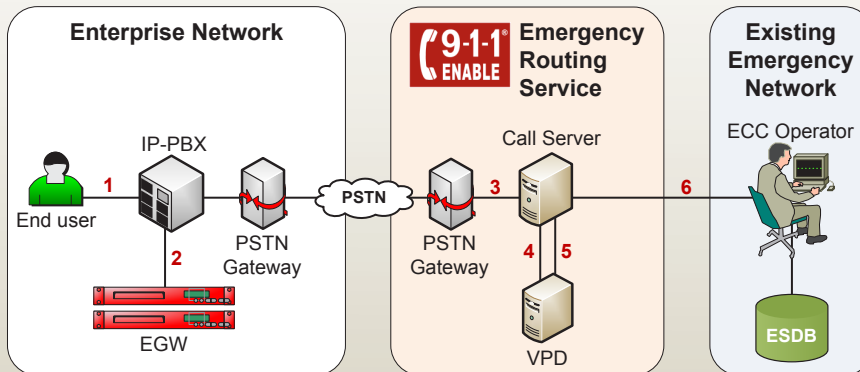 Enterprise Network
IP-PBX
1
End user
PSTN
Gateway
2
EGW
PSTN
9-1-1®
ENABLE
Emergency
Routing
Service
Call Server
3
PSTN
Gateway
4
5
VPD
6
Existing
Emergency
Network
ECC Operator
ESDB